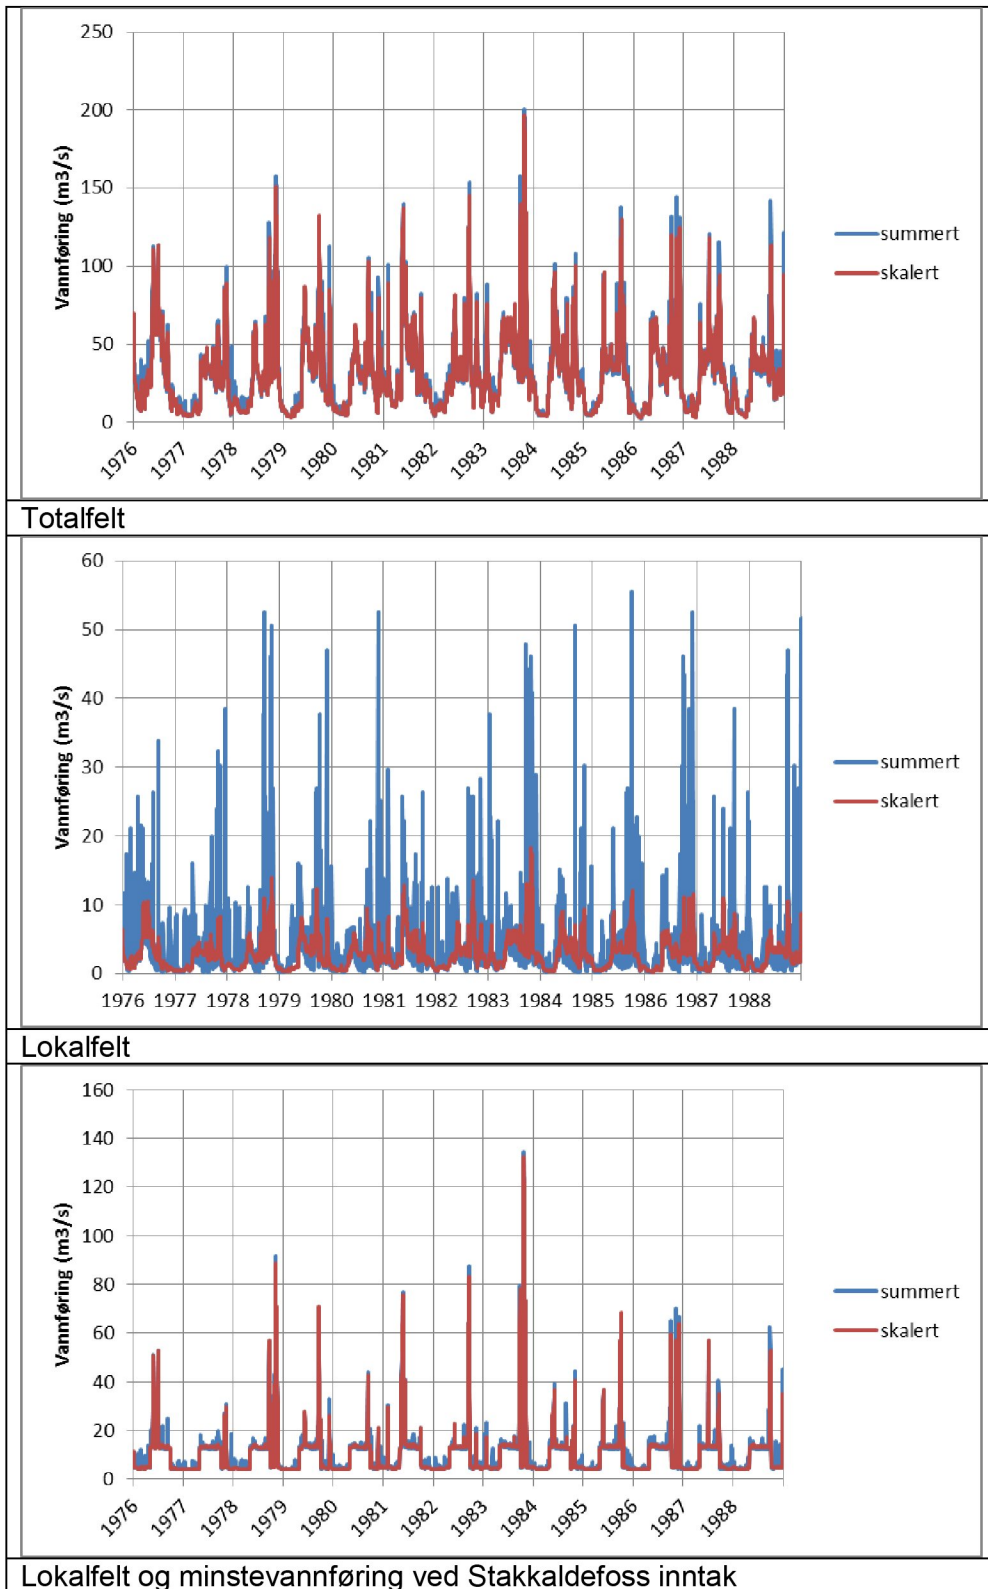 250
200
150
100
50
0
Vannføring (m3/s)
1976 1977 1978 1979 1980 1981 1982 1983 1984 1985 1986 1987 1988
summert
skalert
Totalfelt
60
50
40
30
20
10
0
Vannføring (m3/s)
1976 1977 1978 1979 1980 1981 1982 1983 1984 1985 1986 1987 1988
summert
skalert
Lokalfelt
160
140
120
100
80
60
40
20
0
Vannføring (m3/s)
1976 1977 1978 1979 1980 1981 1982 1983 1984 1985 1986 1987 1988
summert
skalert
Lokalfelt og minstevannføring ved Stakkaldefoss inntak